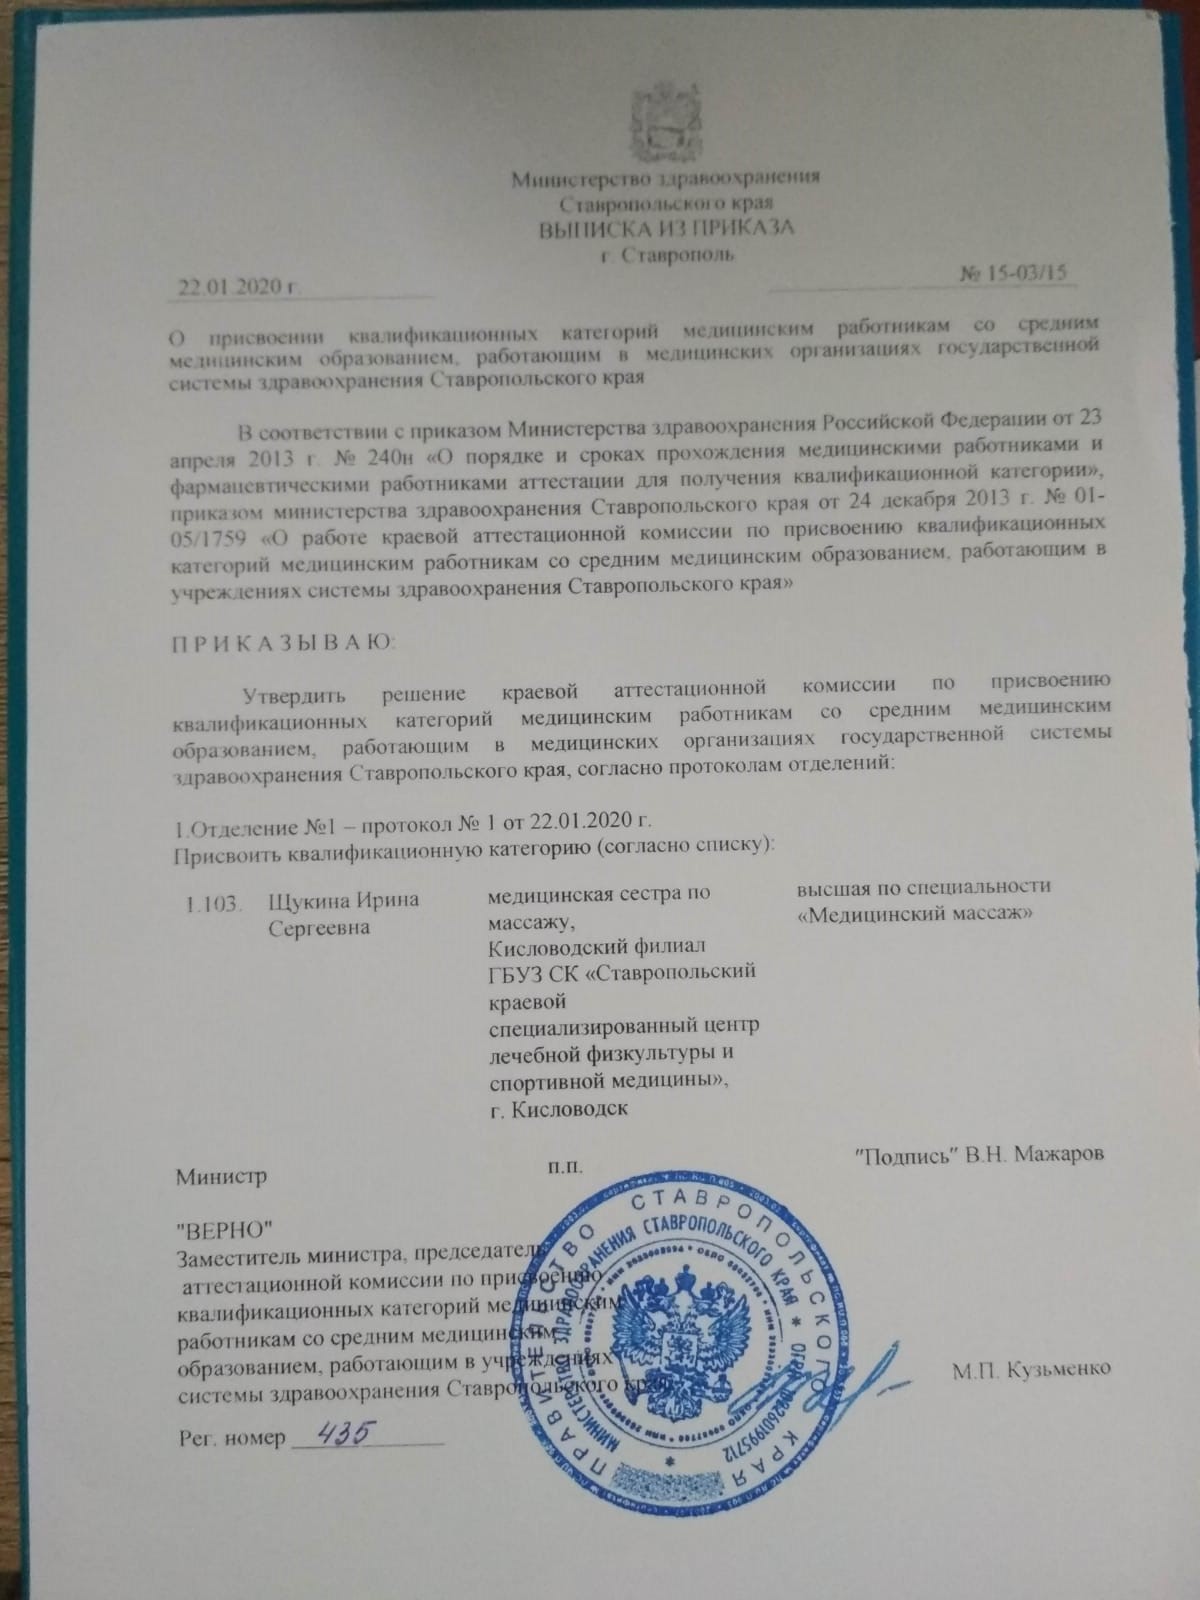 Министерство здравоохранения
Ставропольского края
ВЫПИСКА ИЗ ПРИКАЗА
г. Ставрополь
22.01.2020 г.
№ 15-03/15
О присвоении квалификационных категорий медицинским работникам со средним
медицинским образованием, работающим в медицинских организациях государственной
системы здравоохранения Ставропольского края
В соответствии с приказом Министерства здравоохранения Российской Федерации от 23
апреля 2013 г. № 240н «О порядке и сроках прохождения медицинскими работниками и
фармацевтическими работниками аттестации для получения квалификационной категории»,
приказом министерства здравоохранения Ставропольского края от 24 декабря 2013 г. № 01-
05/1759 «О работе краевой аттестационной комиссии по присвоению квалификационных
категорий медицинским работникам со средним медицинским образованием, работающим в
учреждениях системы здравоохранения Ставропольского края»
П Р И К А З Ы В А Ю:
Утвердить решение краевой аттестационной комиссии по присвоению
квалификационных категорий медицинским работникам со средним медицинским
образованием, работающим в медицинских организациях государственной системы
здравоохранения Ставропольского края, согласно протоколам отделений:
1.Отделение №1 – протокол № 1 от 22.01.2020 г.
Присвоить квалификационную категорию (согласно списку):
1.103.
Щукина Ирина
Сергеевна
медицинская сестра по
массажу,
Кисловодский филиал
ГБУЗ СК «Ставропольский
краевой
специализированный центр
лечебной физкультуры и
спортивной медицины»,
г. Кисловодск
высшая по специальности
«Медицинский массаж»
Министр
п.п.
"Подпись" В.Н. Мажаров
"ВЕРНО"
Заместитель министра, председатель
аттестационной комиссии по присвоению
квалификационных категорий медицинским
работникам со средним медицинским
образованием, работающим в учреждениях
системы здравоохранения Ставропольского края
М.П. Кузьменко
Рег. номер 435
ПРАВИТЕЛЬСТВО СТАВРОПОЛЬСКОГО КРАЯ
МИНИСТЕРСТВО ЗДРАВООХРАНЕНИЯ СТАВРОПОЛЬСКОГО КРАЯ * ОГРН 1022601995712 *